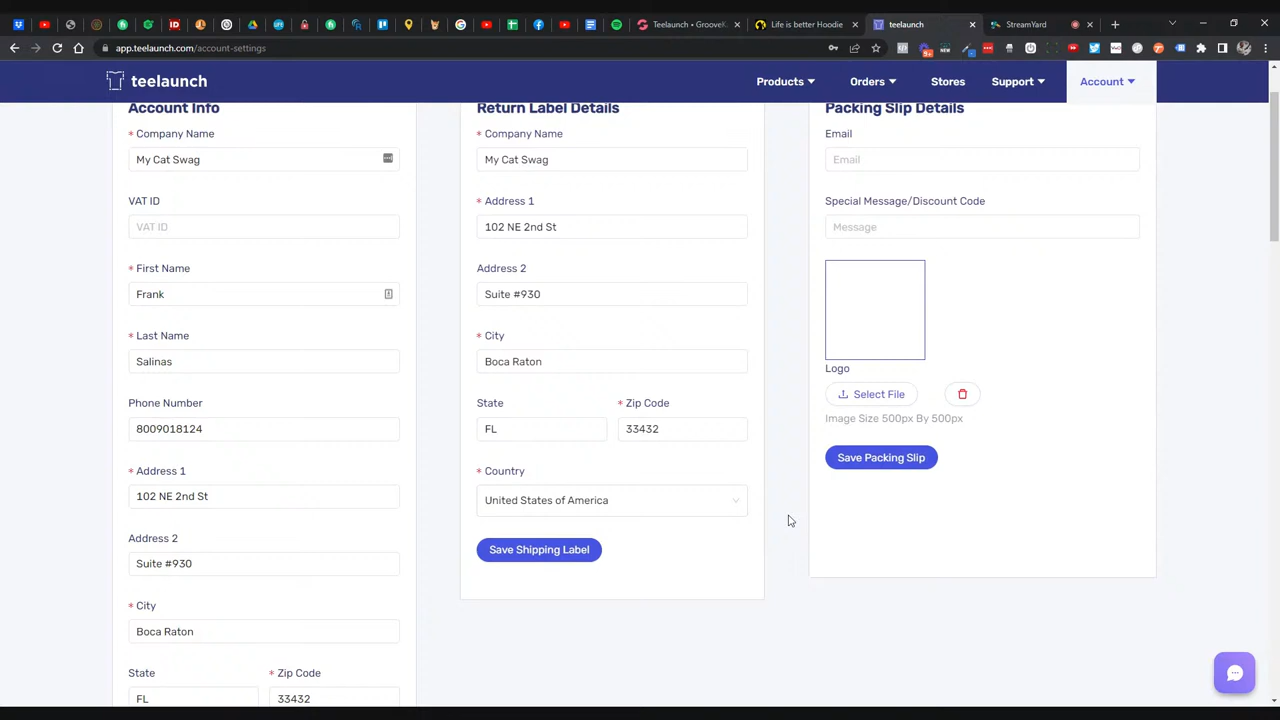 Teelaunch • GrooveK
Life is better Hoodie
teelaunch
StreamYard
app.teelaunch.com/account-settings
teelaunch
Products
Orders
Stores
Support
Account
Account Info
* Company Name
My Cat Swag
VAT ID
VAT ID
* First Name
Frank
* Last Name
Salinas
Phone Number
8009018124
* Address 1
102 NE 2nd St
Address 2
Suite #930
* City
Boca Raton
State
* Zip Code
FL
33432
Return Label Details
* Company Name
My Cat Swag
* Address 1
102 NE 2nd St
Address 2
Suite #930
* City
Boca Raton
State
* Zip Code
FL
33432
* Country
United States of America
Save Shipping Label
Packing Slip Details
Email
Email
Special Message/Discount Code
Message
Logo
Select File
Image Size 500px By 500px
Save Packing Slip